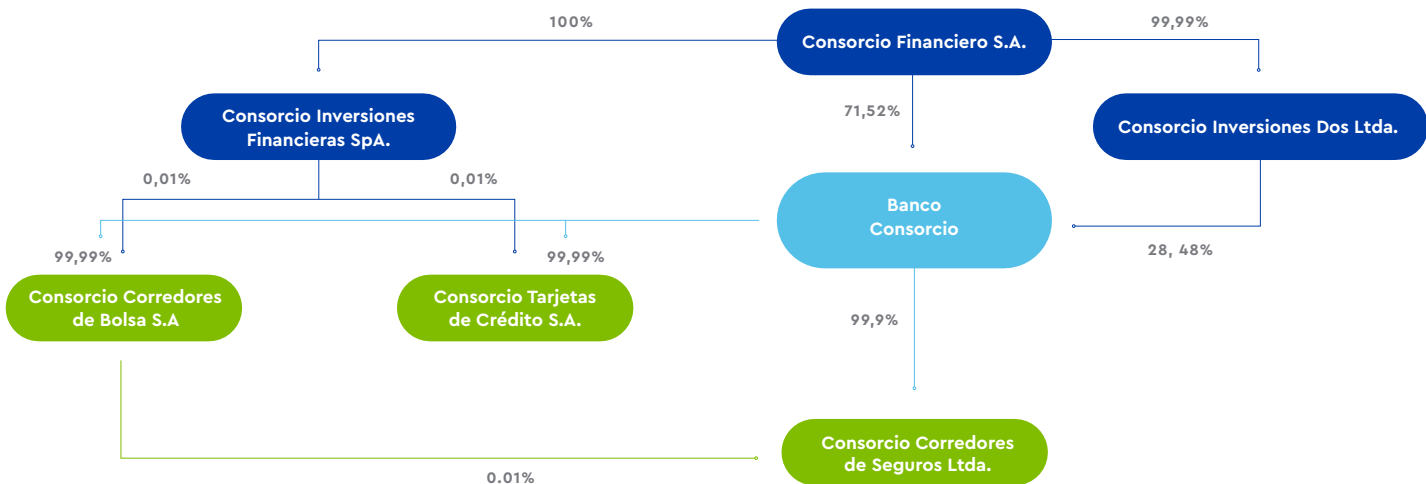 100%
Consorcio Financiero S.A.
99,99%
Consorcio Inversiones
Financieras SpA.
71,52%
Consorcio Inversiones Dos Ltda.
0,01%
0,01%
Banco
Consorcio
99,99%
99,99%
28, 48%
Consorcio Corredores
de Bolsa S.A
Consorcio Tarjetas
de Crédito S.A.
99,9%
Consorcio Corredores
de Seguros Ltda.
0.01%